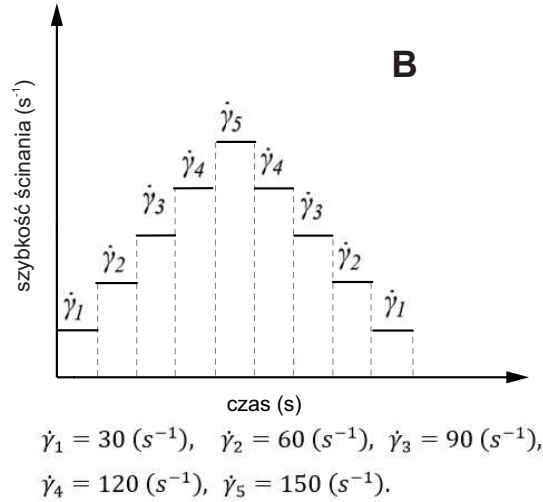 B
szybkość ścinania (s⁻¹)
γ̇₅
γ̇₄ γ̇₄
γ̇₃ γ̇₃
γ̇₂ γ̇₂
γ̇₁ γ̇₁
czas (s)
γ̇₁ = 30 (s⁻¹), γ̇₂ = 60 (s⁻¹), γ̇₃ = 90 (s⁻¹),
γ̇₄ = 120 (s⁻¹), γ̇₅ = 150 (s⁻¹).